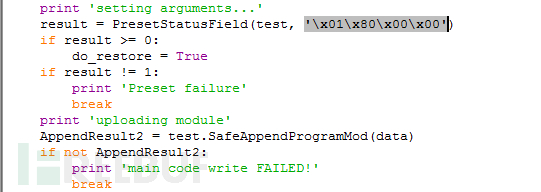 print 'setting arguments...'
result = PresetStatusField(test, '\x01\x80\x00\x00')
if result >= 0:
    do_restore = True
if result != 1:
    print 'Preset failure'
    break
print 'uploading module'
AppendResult2 = test.SafeAppendProgramMod(data)
if not AppendResult2:
    print 'main code write FAILED!'
    break